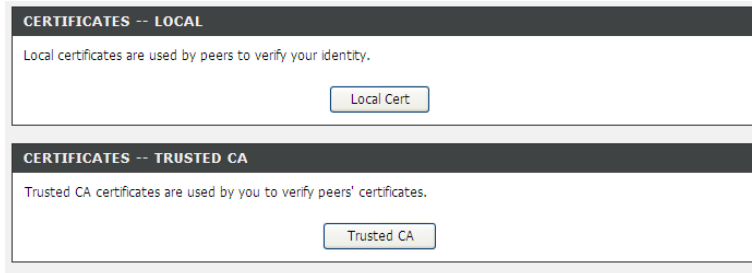 CERTIFICATES -- LOCAL
Local certificates are used by peers to verify your identity.
Local Cert
CERTIFICATES -- TRUSTED CA
Trusted CA certificates are used by you to verify peers' certificates.
Trusted CA